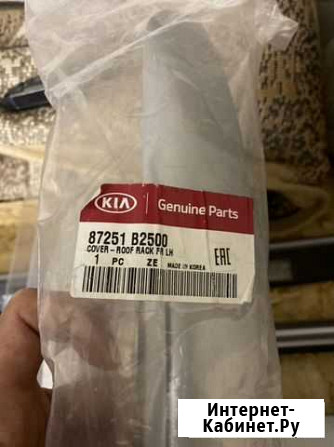 KIA Genuine Parts
87251 B2500
COVER-ROOF RACK FR LH
1 PC ZE MADE IN KOREA
EAC
Интернет-
Кабинет.Ру